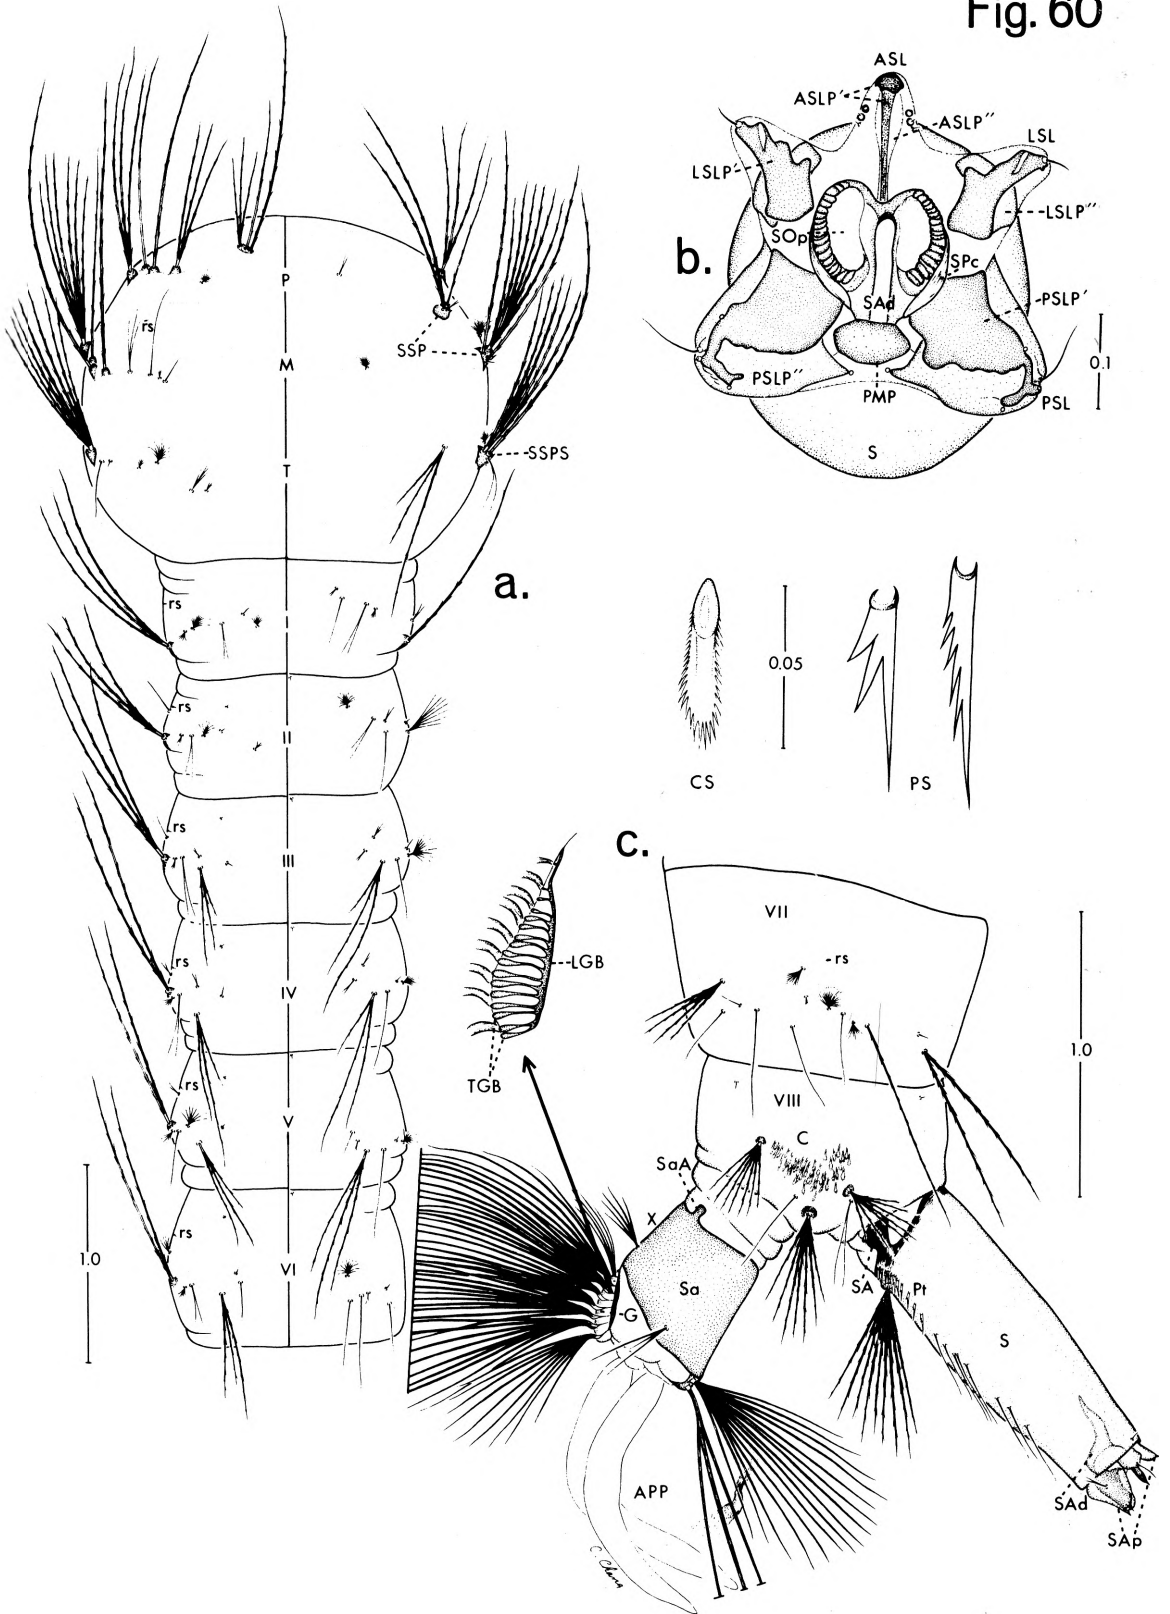 Fig. 60
ASL
ASLP′
ASLP″
LSL
LSLP′
LSLP″
SOp
b.
SPc
SAd
PSLP′
0.1
PSLP″
PMP
PSL
S
P
rs
SSP
M
SSPS
T
a.
rs
I
rs
II
rs
III
rs
IV
rs
V
rs
VI
1.0
0.05
CS
PS
c.
VII
rs
LGB
TGB
1.0
VIII
C
SaA
X
Sa
G
SA
Pt
S
APP
SAd
SAp
C. Chang